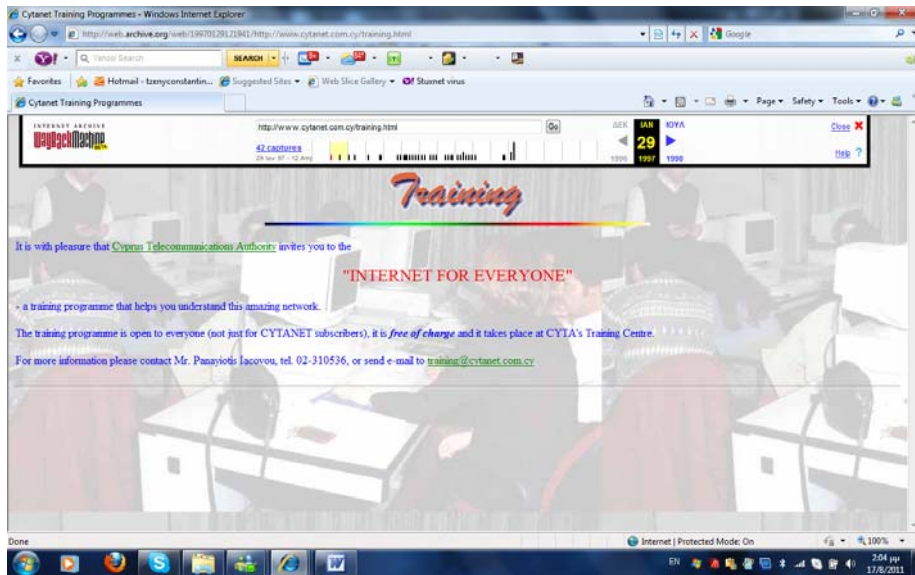 Cytanet Training Programmes - Windows Internet Explorer
http://web.archive.org/web/19970129121941/http://www.cytanet.com.cy/training.html
Google
Yahoo! Search
SEARCH
Favorites
Hotmail - tzenyconstantin...
Suggested Sites
Web Slice Gallery
Stuxnet virus
Cytanet Training Programmes
Page
Safety
Tools
INTERNET ARCHIVE
WayBackMachine
BETA
http://www.cytanet.com.cy/training.html
Go
ΔΕΚ
ΙΑΝ
ΙΟΥΛ
Close
42 captures
29
1996
1997
1998
Help
Training
It is with pleasure that Cyprus Telecommunications Authority invites you to the
"INTERNET FOR EVERYONE"
- a training programme that helps you understand this amazing network.
The training programme is open to everyone (not just for CYTANET subscribers), it is free of charge and it takes place at CYTA's Training Centre.
For more information please contact Mr. Panayiotis Iacovou, tel. 02-310536, or send e-mail to training@cytanet.com.cy
Done
Internet | Protected Mode: On
100%
EN
2:04 μμ
17/8/2011